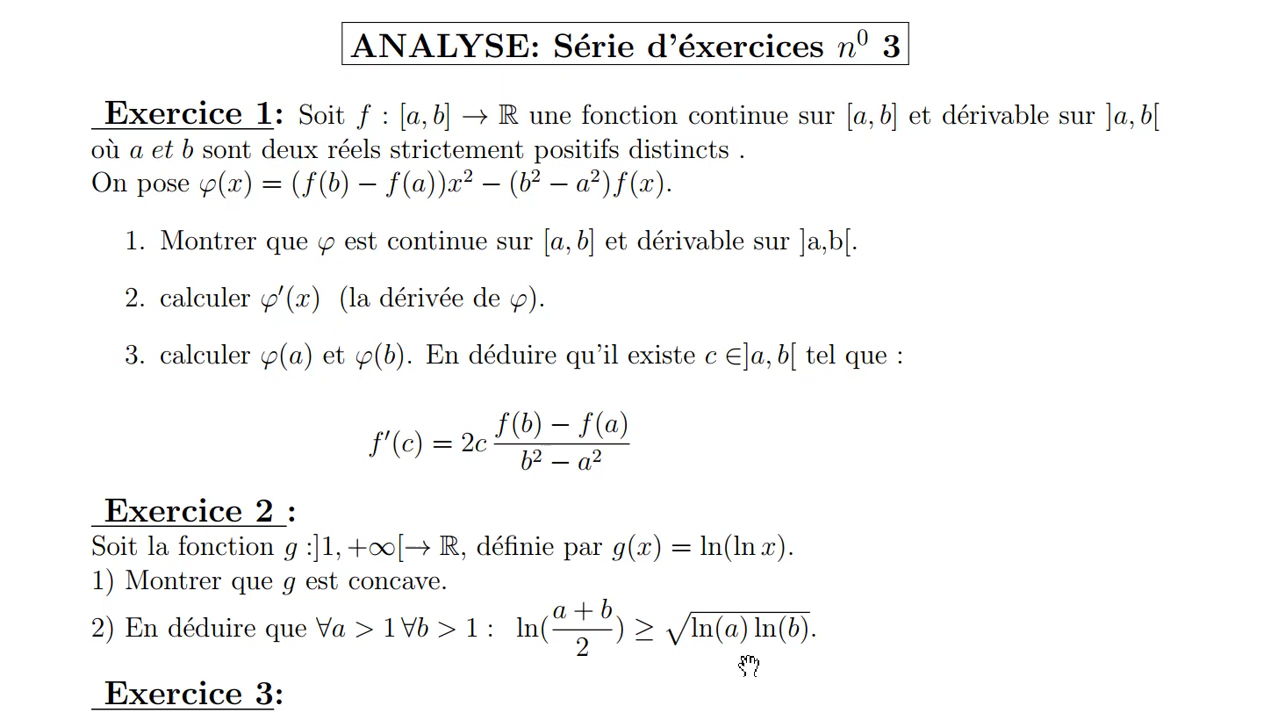 ANALYSE: Série d'éxercices n⁰ 3
Exercice 1: Soit f : [a, b] → ℝ une fonction continue sur [a, b] et dérivable sur ]a, b[
où a et b sont deux réels strictement positifs distincts .
On pose φ(x) = (f(b) − f(a))x² − (b² − a²)f(x).
1. Montrer que φ est continue sur [a, b] et dérivable sur ]a,b[.
2. calculer φ′(x) (la dérivée de φ).
3. calculer φ(a) et φ(b). En déduire qu'il existe c ∈]a, b[ tel que :
f′(c) = 2c (f(b) − f(a))/(b² − a²)
Exercice 2 :
Soit la fonction g :]1, +∞[→ ℝ, définie par g(x) = ln(ln x).
1) Montrer que g est concave.
2) En déduire que ∀a > 1 ∀b > 1 : ln((a + b)/2) ≥ √(ln(a) ln(b)).
Exercice 3: